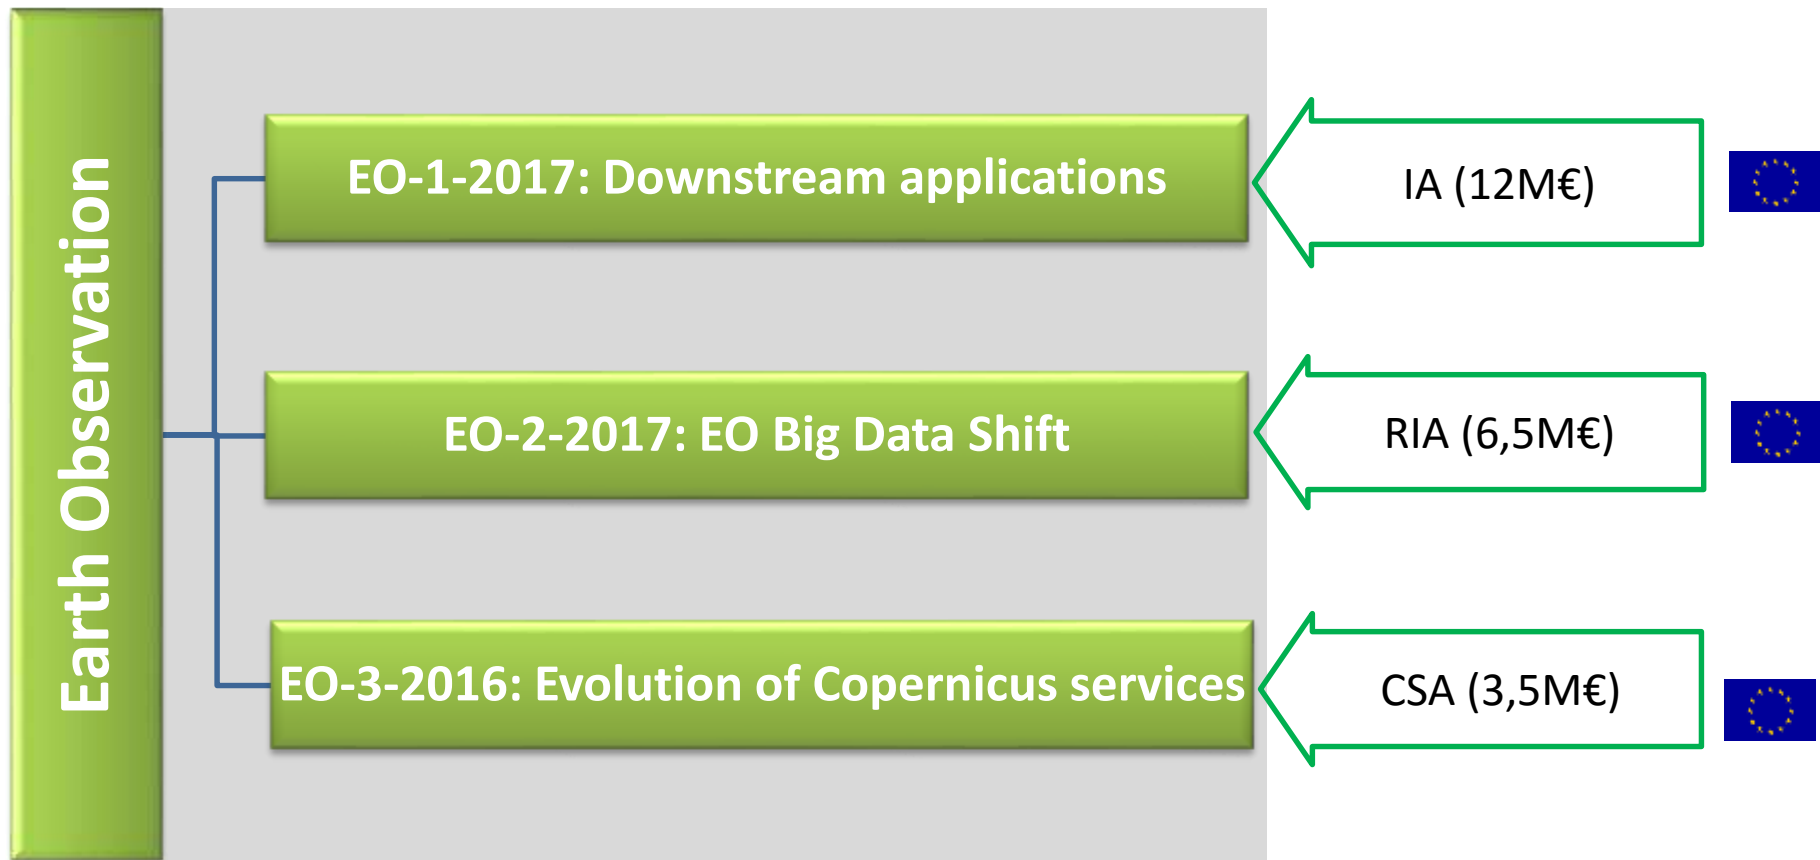 Earth Observation
EO-1-2017: Downstream applications
IA (12M€)
EO-2-2017: EO Big Data Shift
RIA (6,5M€)
EO-3-2016: Evolution of Copernicus services
CSA (3,5M€)